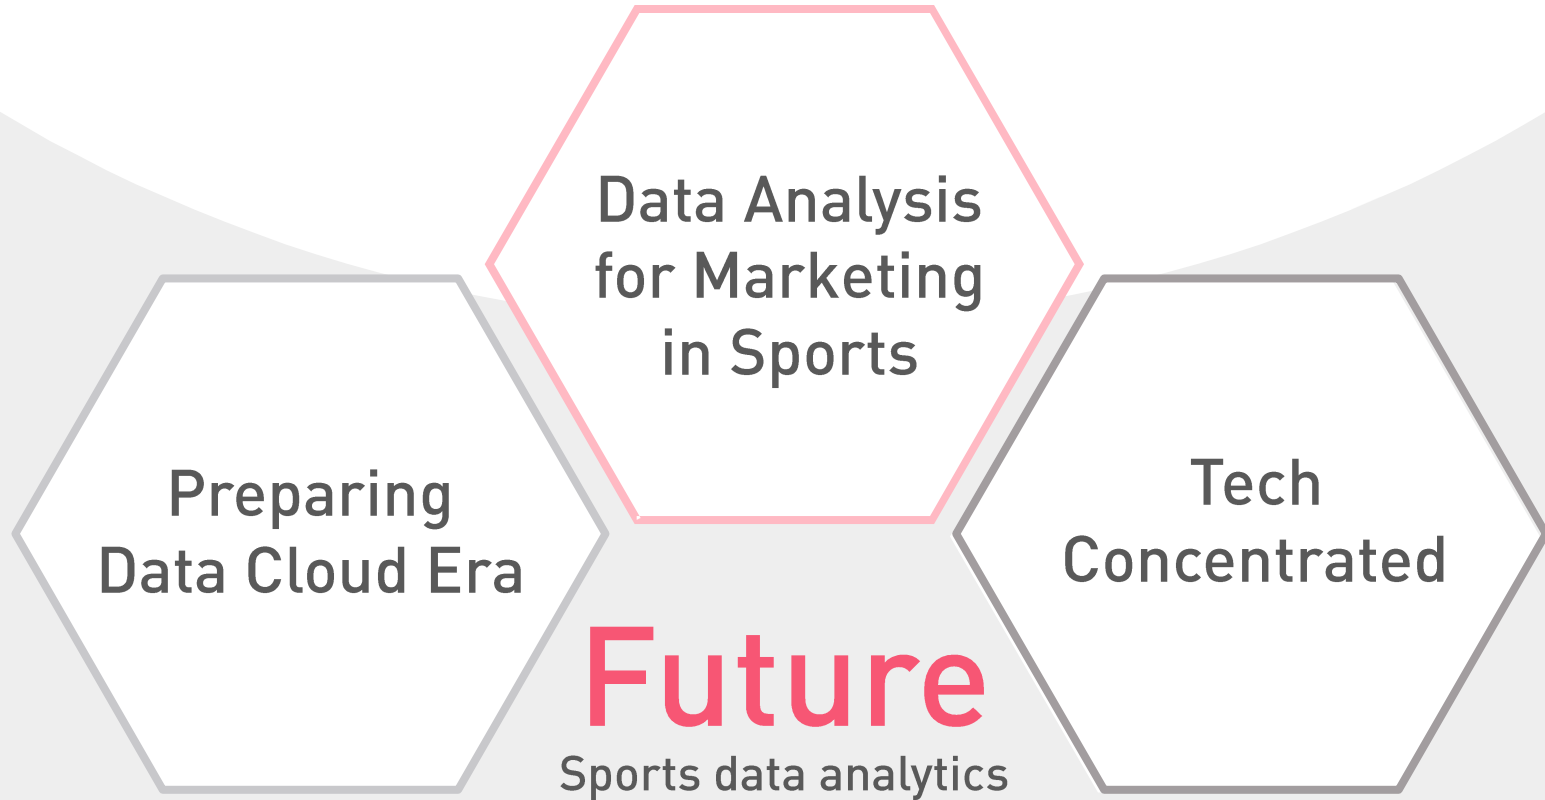 Data Analysis
for Marketing
in Sports
Preparing
Data Cloud Era
Tech
Concentrated
Future
Sports data analytics